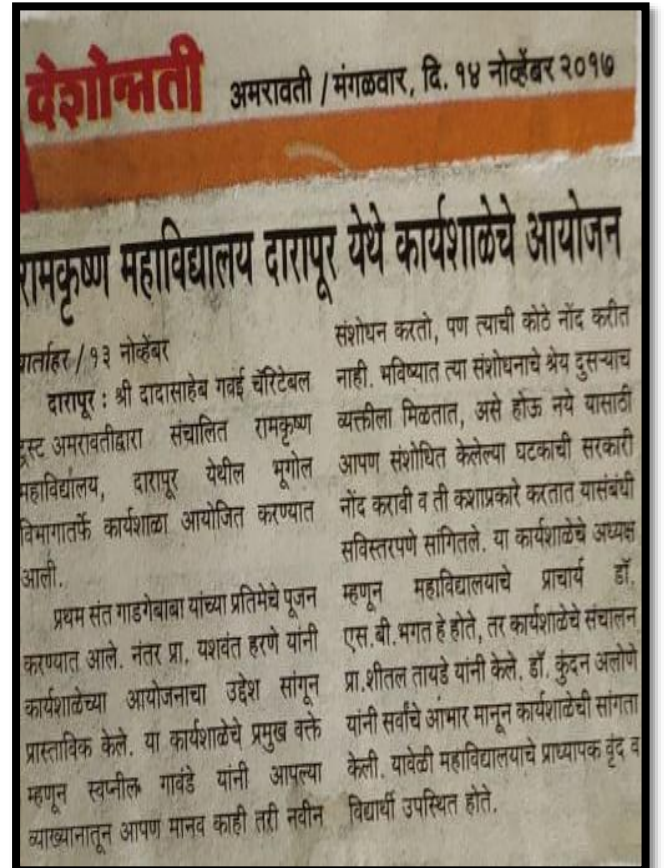 देशोन्नती
अमरावती / मंगळवार, दि. १४ नोव्हेंबर २०१७
रामकृष्ण महाविद्यालय दारापूर येथे कार्यशाळेचे आयोजन
वार्ताहर / १३ नोव्हेंबर
दारापूर : श्री दादासाहेब गवई चॅरिटेबल
ट्रस्ट अमरावतीद्वारा संचालित रामकृष्ण
महाविद्यालय, दारापूर येथील भूगोल
विभागातर्फे कार्यशाळा आयोजित करण्यात
आली.
प्रथम संत गाडगेबाबा यांच्या प्रतिमेचे पूजन
करण्यात आले. नंतर प्रा. यशवंत हरणे यांनी
कार्यशाळेच्या आयोजनाचा उद्देश सांगून
प्रास्ताविक केले. या कार्यशाळेचे प्रमुख वक्ते
म्हणून स्वप्नील गावंडे यांनी आपल्या
व्याख्यानातून आपण मानव काही तरी नवीन
संशोधन करतो, पण त्याची कोठे नोंद करीत
नाही. भविष्यात त्या संशोधनाचे श्रेय दुसऱ्याच
व्यक्तीला मिळतात, असे होऊ नये यासाठी
आपण संशोधित केलेल्या घटकाची सरकारी
नोंद करावी व ती कशाप्रकारे करतात यासंबंधी
सविस्तरपणे सांगितले. या कार्यशाळेचे अध्यक्ष
म्हणून महाविद्यालयाचे प्राचार्य डॉ.
एस.बी.भगत हे होते, तर कार्यशाळेचे संचालन
प्रा.शीतल तायडे यांनी केले. डॉ. कुंदन अलोणे
यांनी सर्वांचे आभार मानून कार्यशाळेची सांगता
केली. यावेळी महाविद्यालयाचे प्राध्यापक वृंद व
विद्यार्थी उपस्थित होते.